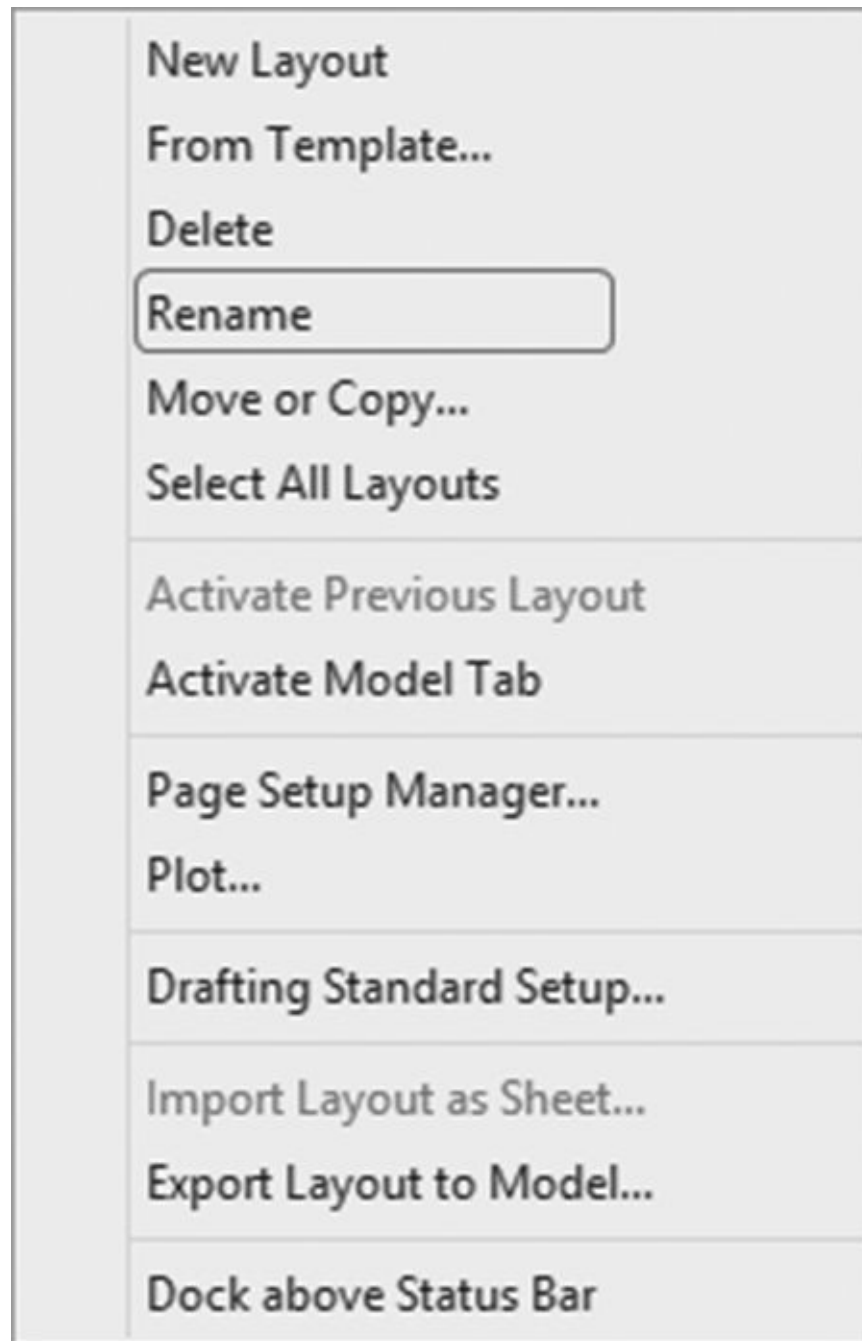 New Layout
From Template...
Delete
Rename
Move or Copy...
Select All Layouts
Activate Previous Layout
Activate Model Tab
Page Setup Manager...
Plot...
Drafting Standard Setup...
Import Layout as Sheet...
Export Layout to Model...
Dock above Status Bar